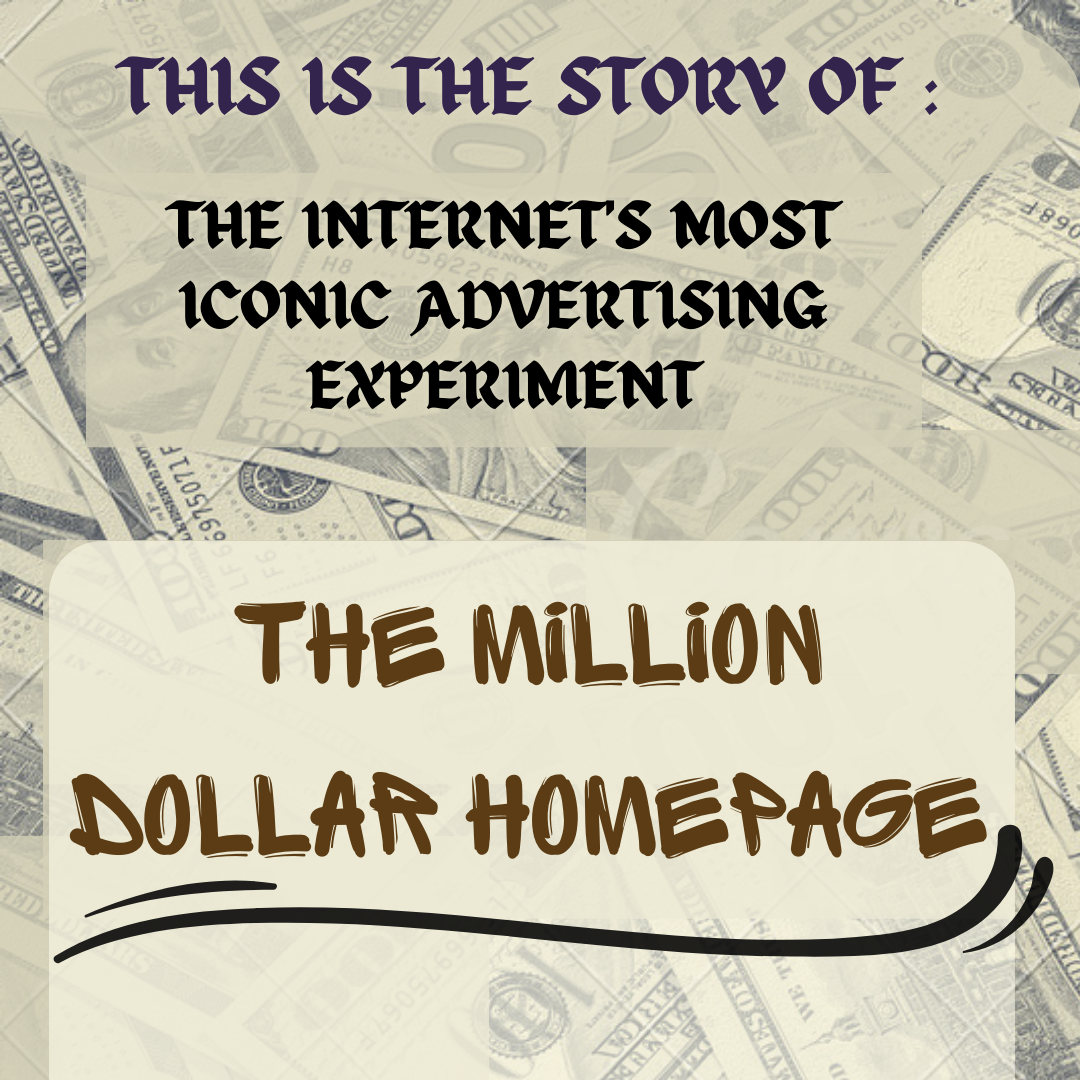 THIS IS THE STORY OF :
THE INTERNET'S MOST
ICONIC ADVERTISING
EXPERIMENT
THE MILLION
DOLLAR HOMEPAGE